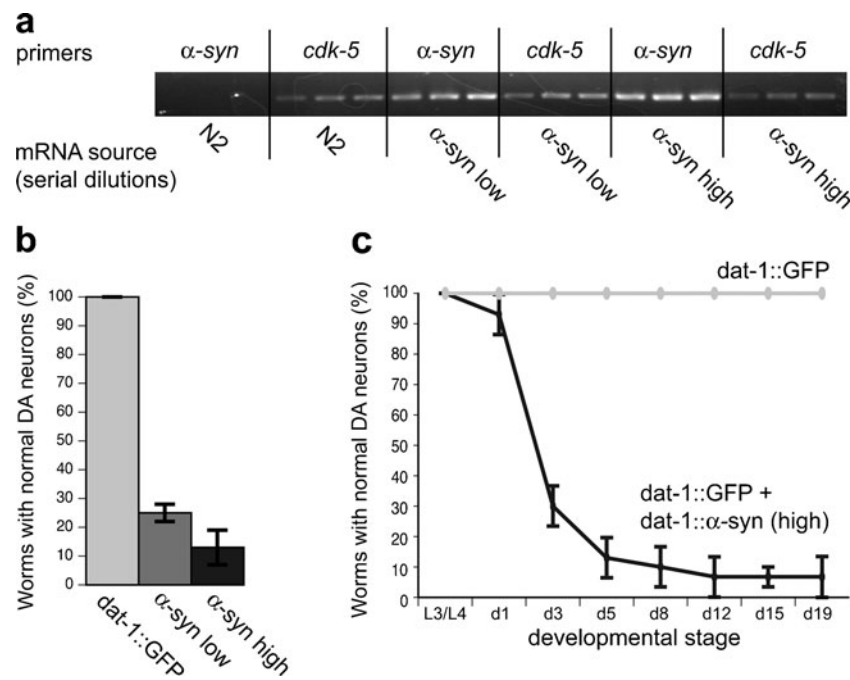 a
primers
α-syn cdk-5 α-syn cdk-5 α-syn cdk-5
mRNA source
(serial dilutions)
N2 N2 α-syn low α-syn low α-syn high α-syn high
b
Worms with normal DA neurons (%)
100
90
80
70
60
50
40
30
20
10
0
dat-1::GFP α-syn low α-syn high
c
Worms with normal DA neurons (%)
100
90
80
70
60
50
40
30
20
10
0
dat-1::GFP
dat-1::GFP +
dat-1::α-syn (high)
L3/L4 d1 d3 d5 d8 d12 d15 d19
developmental stage